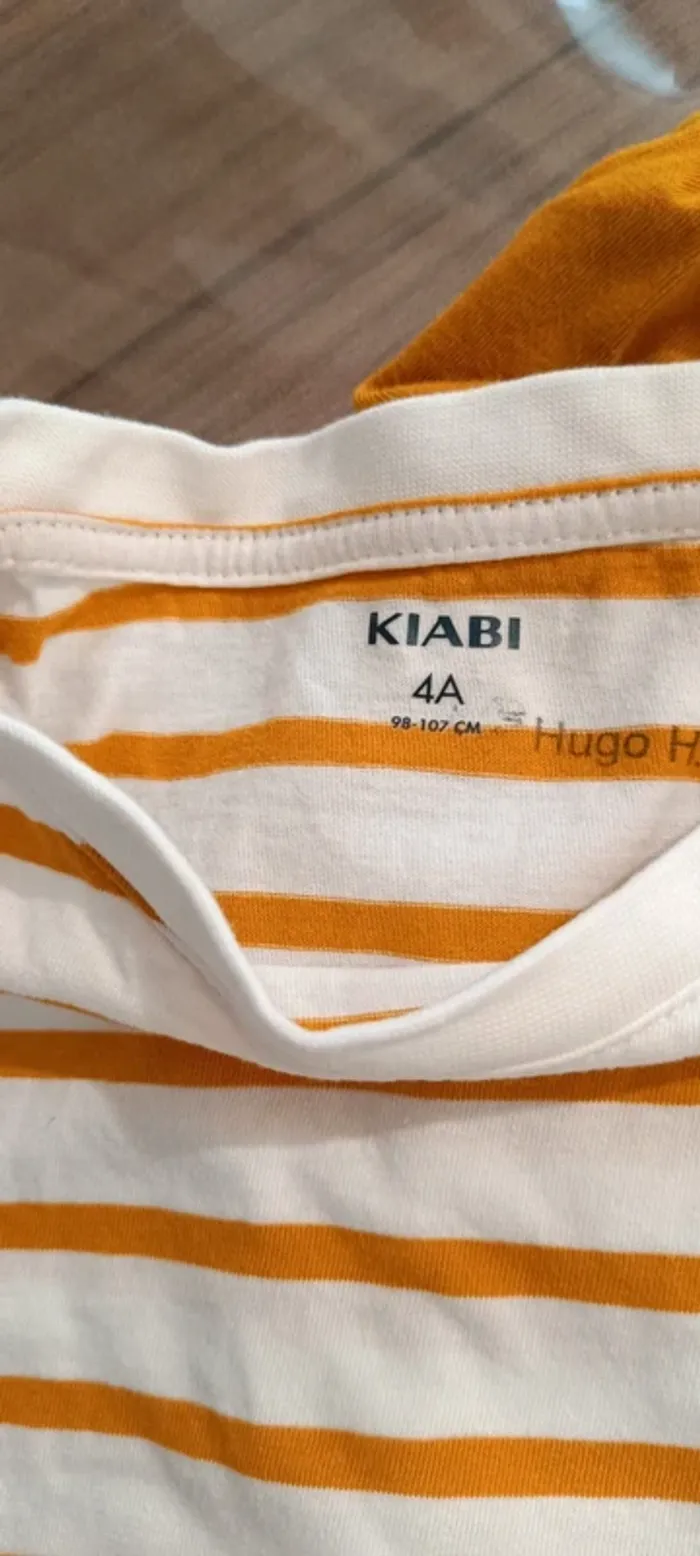 KIABI
4A
98-107 CM
Hugo H